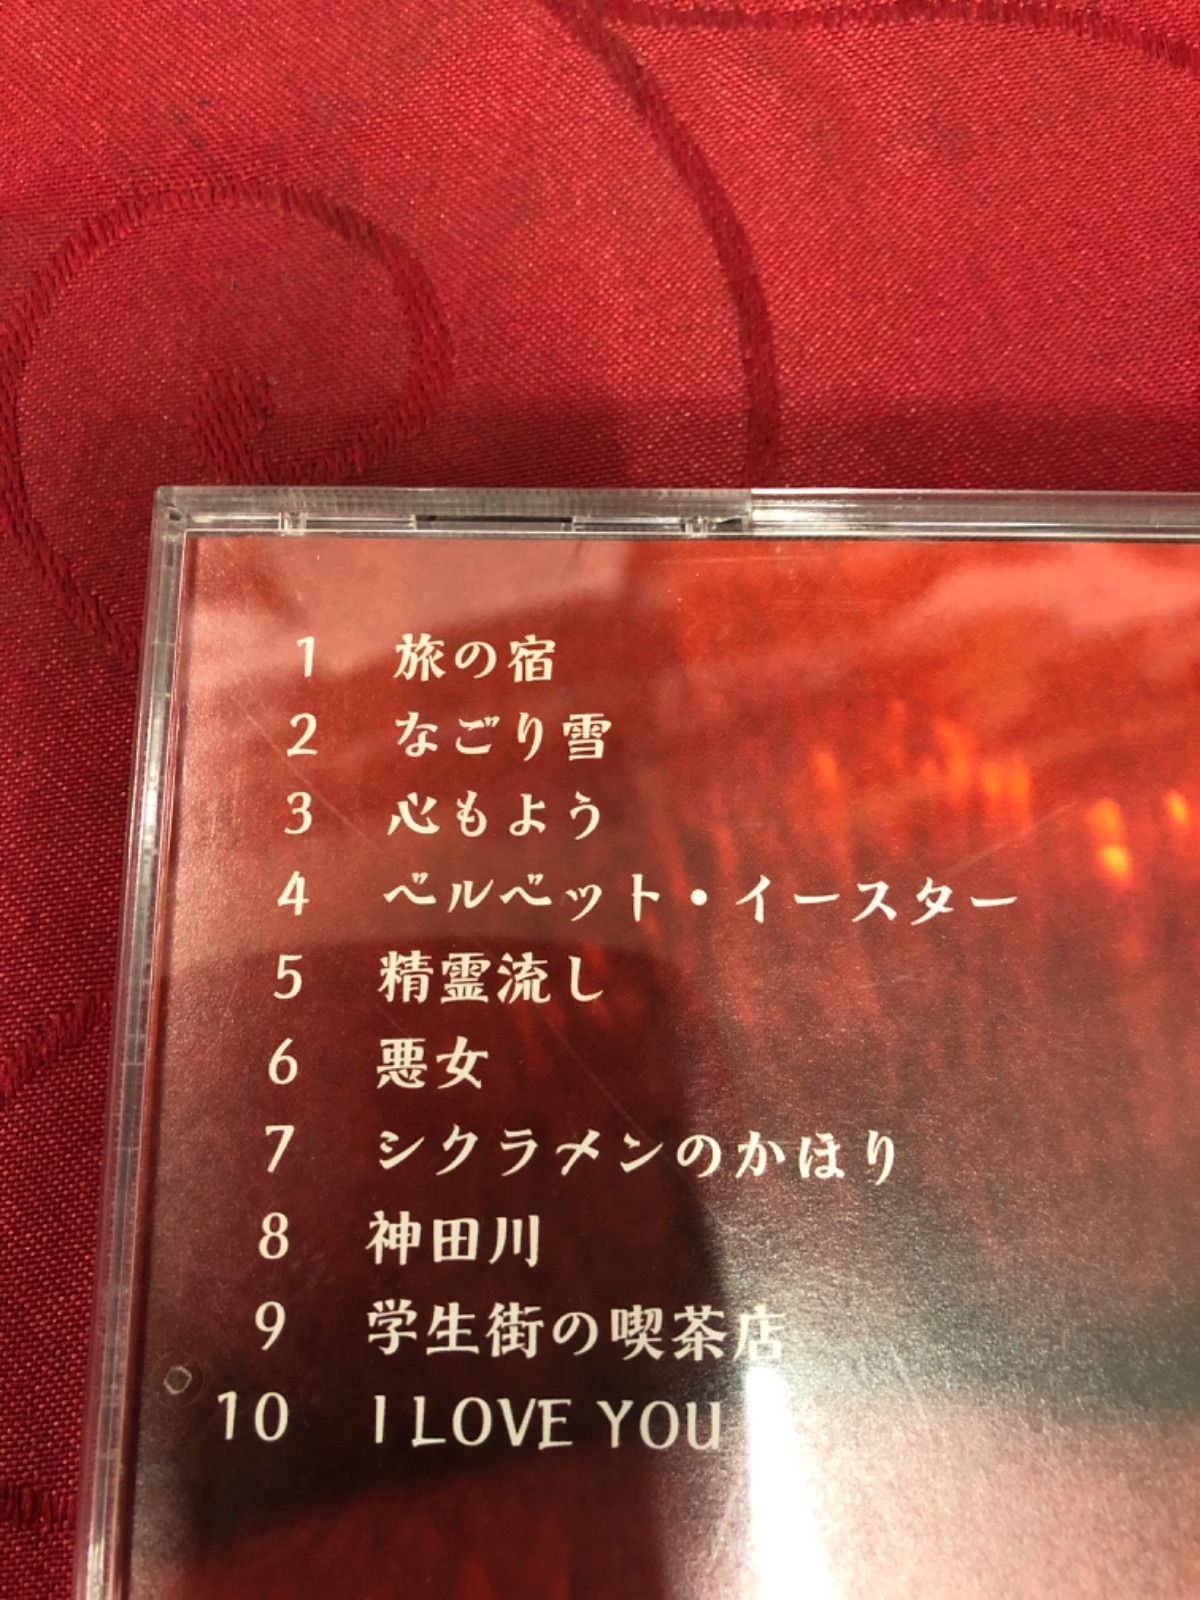 1 旅の宿
2 なごり雪
3 心もよう
4 ベルベット・イースター
5 精霊流し
6 悪女
7 シクラメンのかほり
8 神田川
9 学生街の喫茶店
10 I LOVE YOU